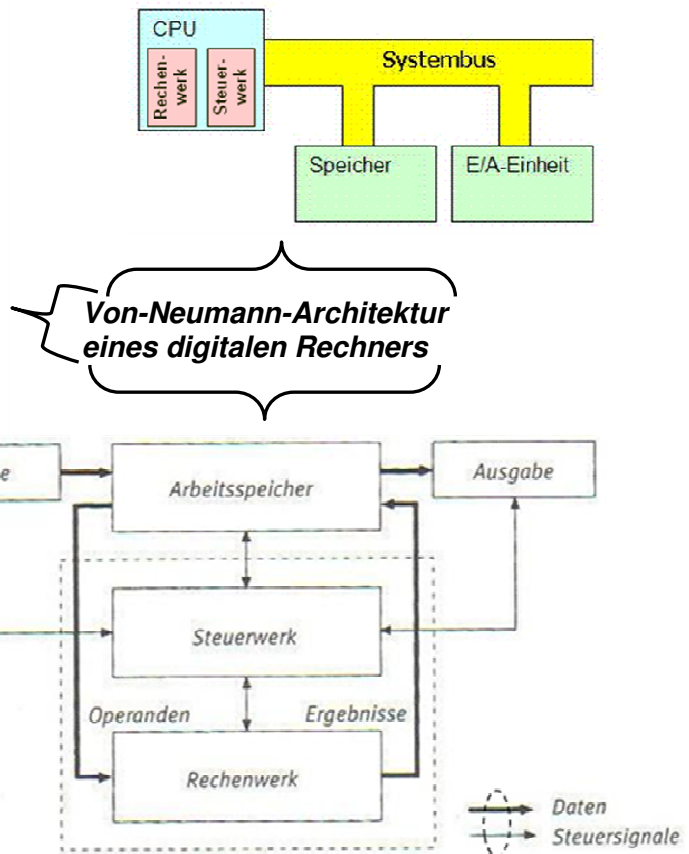 CPU
Rechen-
werk
Steuer-
werk
Systembus
Speicher
E/A-Einheit
Von-Neumann-Architektur
eines digitalen Rechners
e
Arbeitsspeicher
Ausgabe
Steuerwerk
Operanden
Ergebnisse
Rechenwerk
Daten
Steuersignale